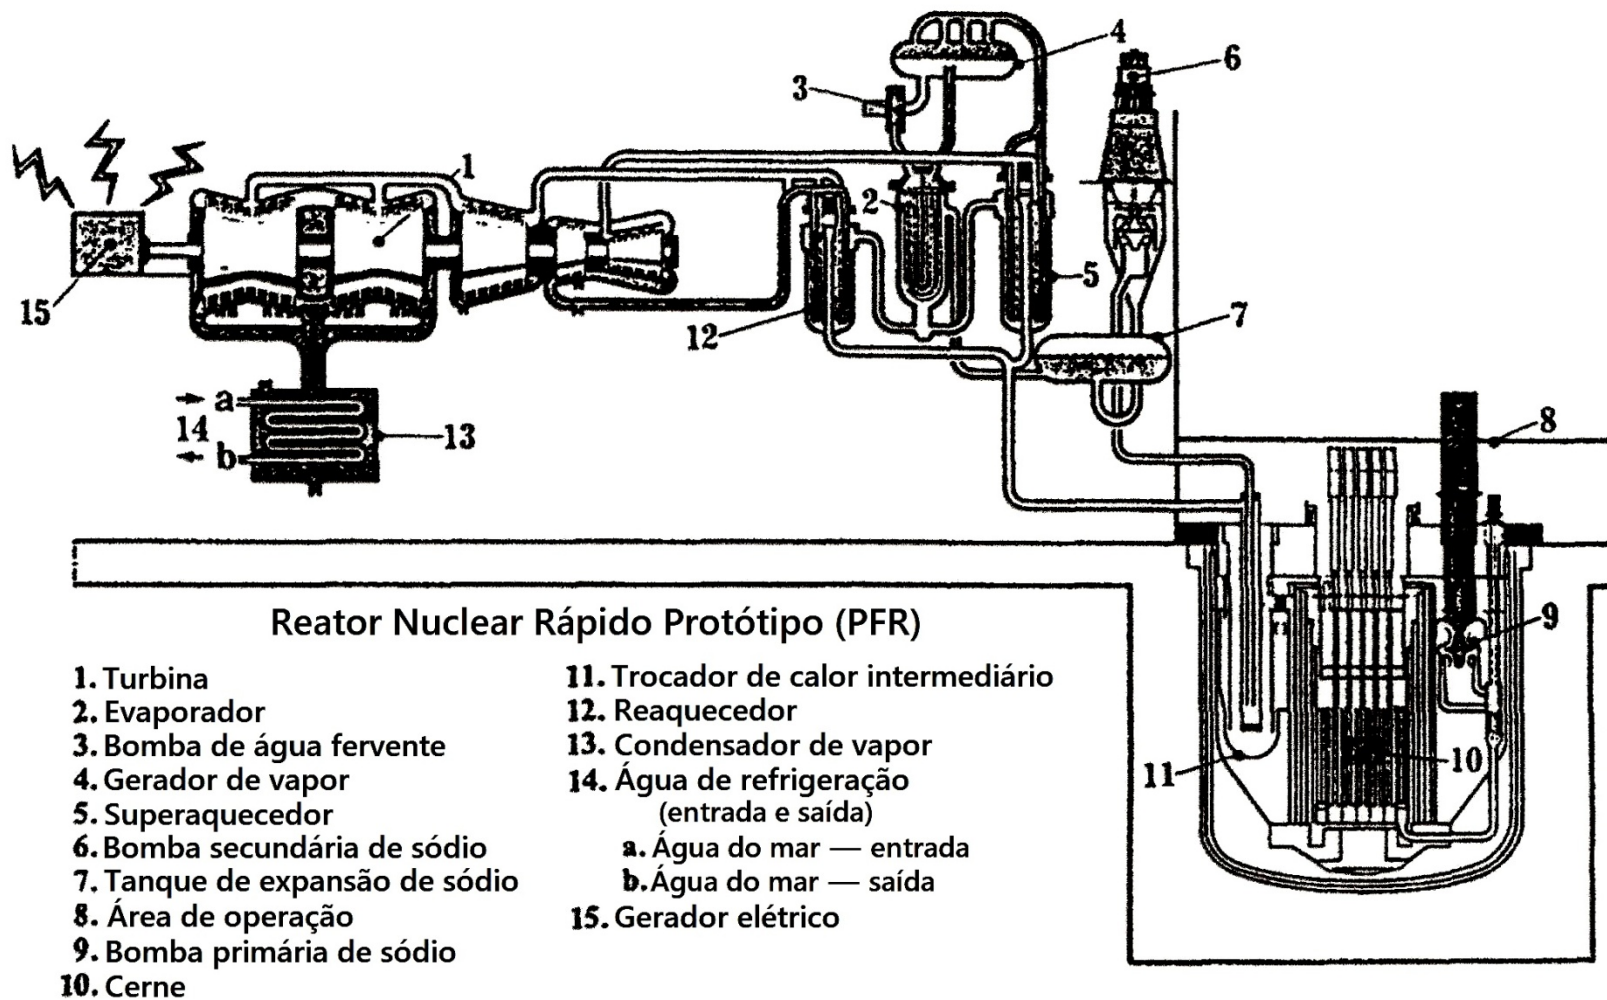 4
6
3
1
2
5
7
15
12
a
14
13
b
8
9
10
11
Reator Nuclear Rápido Protótipo (PFR)
1. Turbina
2. Evaporador
3. Bomba de água fervente
4. Gerador de vapor
5. Superaquecedor
6. Bomba secundária de sódio
7. Tanque de expansão de sódio
8. Área de operação
9. Bomba primária de sódio
10. Cerne
11. Trocador de calor intermediário
12. Reaquecedor
13. Condensador de vapor
14. Água de refrigeração
(entrada e saída)
a. Água do mar — entrada
b. Água do mar — saída
15. Gerador elétrico